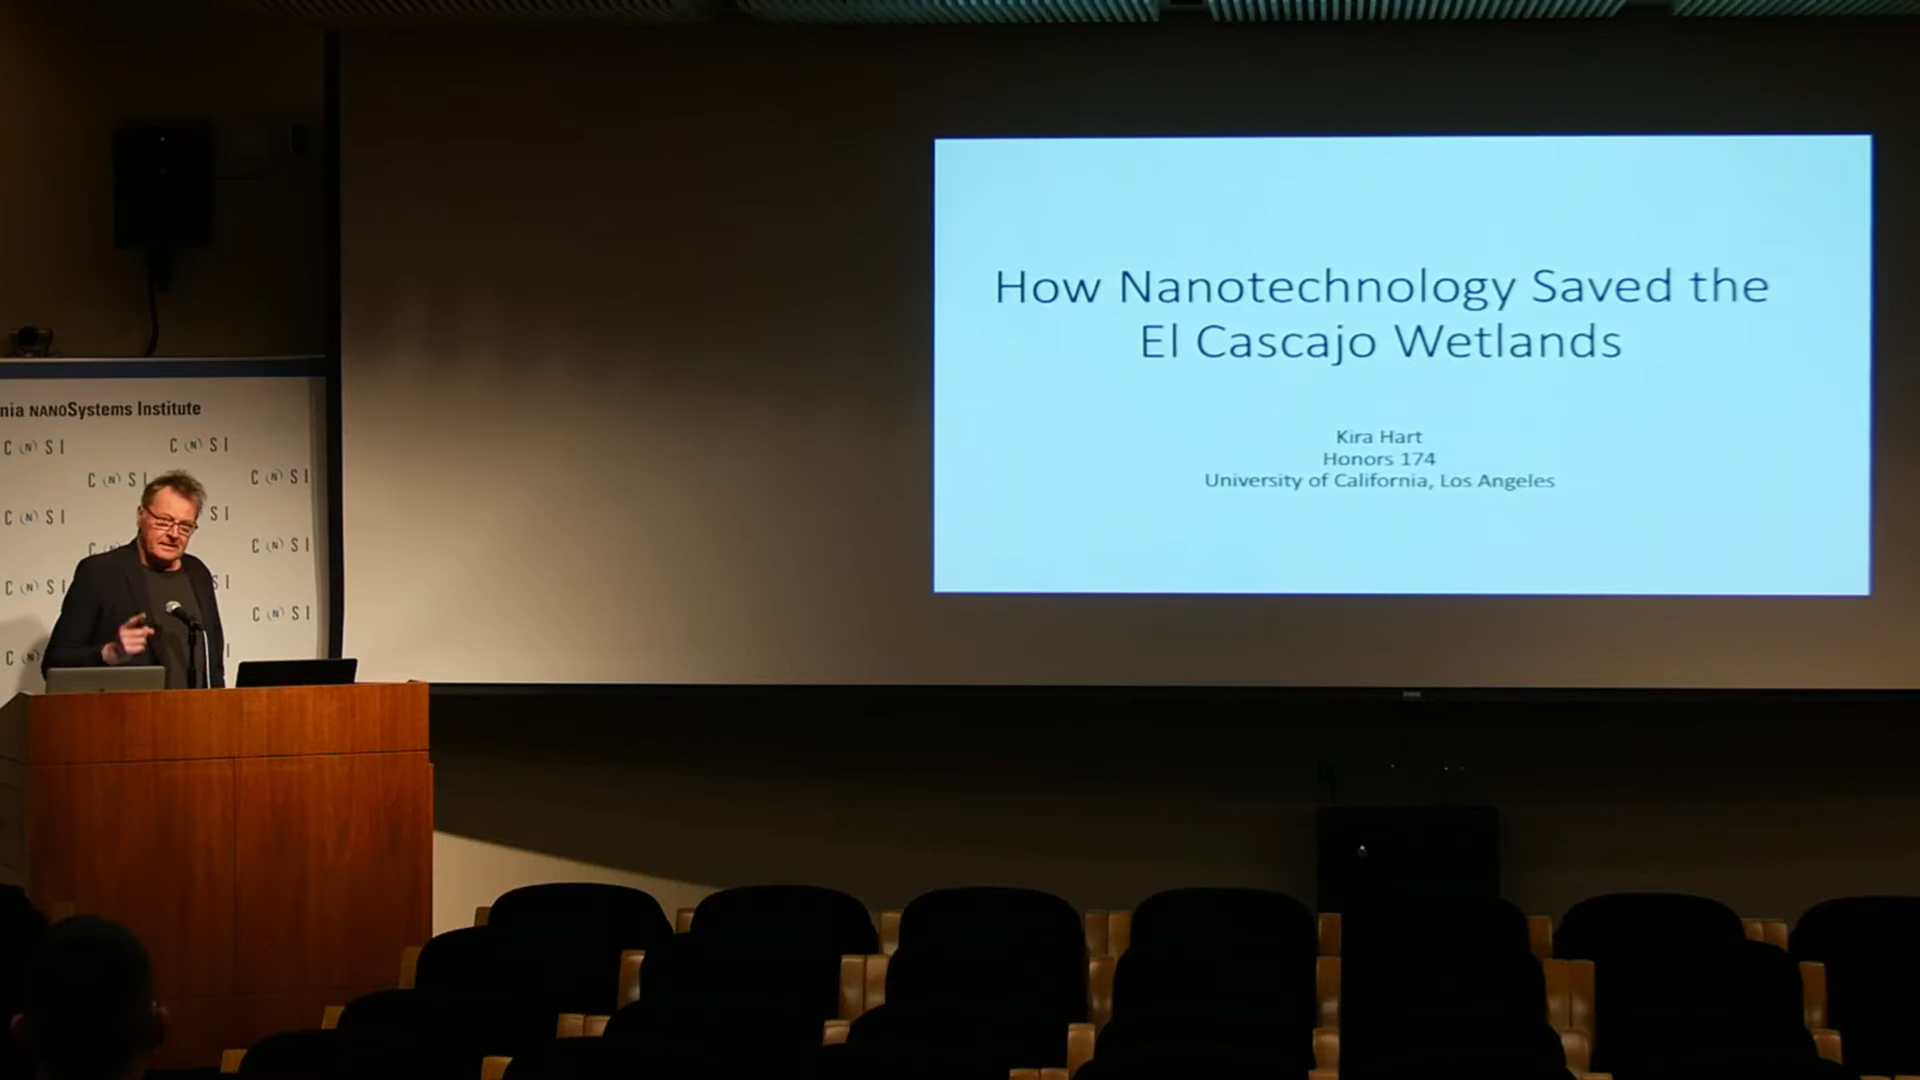 How Nanotechnology Saved the
El Cascajo Wetlands
Kira Hart
Honors 174
University of California, Los Angeles
nia NANOSystems Institute
C N S I C N S I
C N S I C N S I
C N S I S I
C N S I
C N S I S I
C N S I
C N